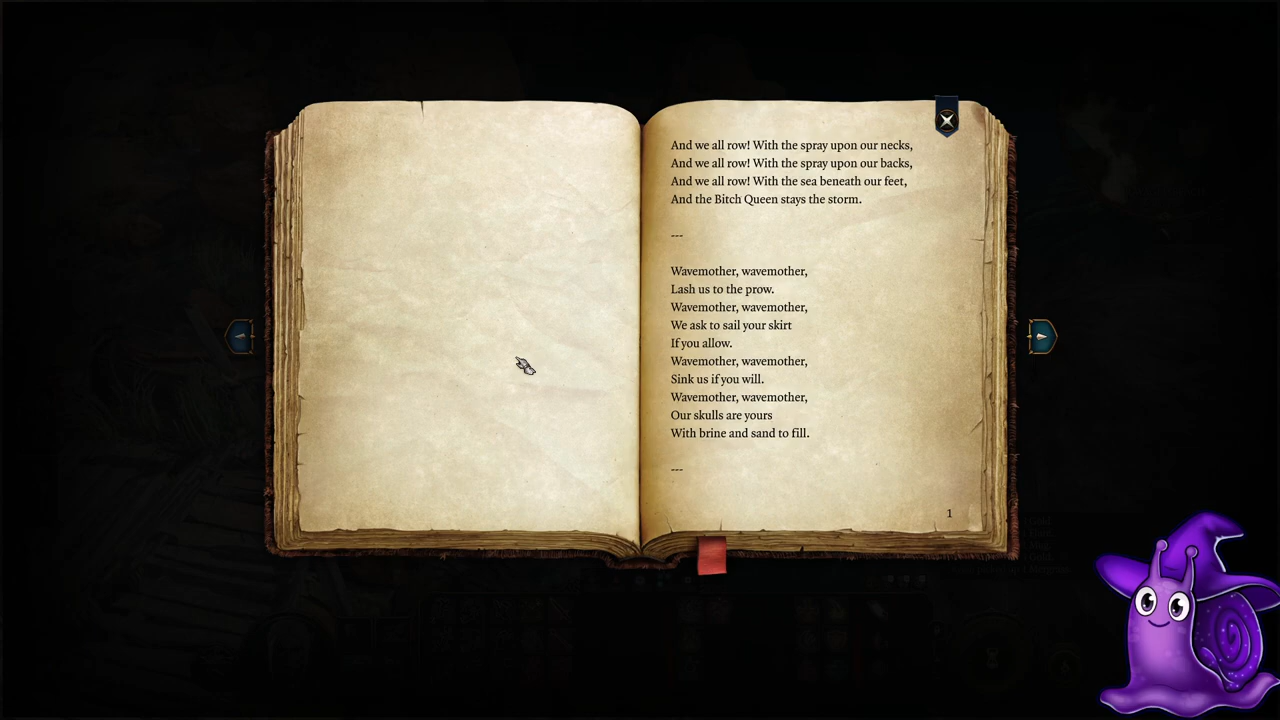 And we all row! With the spray upon our necks,
And we all row! With the spray upon our backs,
And we all row! With the sea beneath our feet,
And the Bitch Queen stays the storm.
---
Wavemother, wavemother,
Lash us to the prow.
Wavemother, wavemother,
We ask to sail your skirt
If you allow.
Wavemother, wavemother,
Sink us if you will.
Wavemother, wavemother,
Our skulls are yours
With brine and sand to fill.
---
1